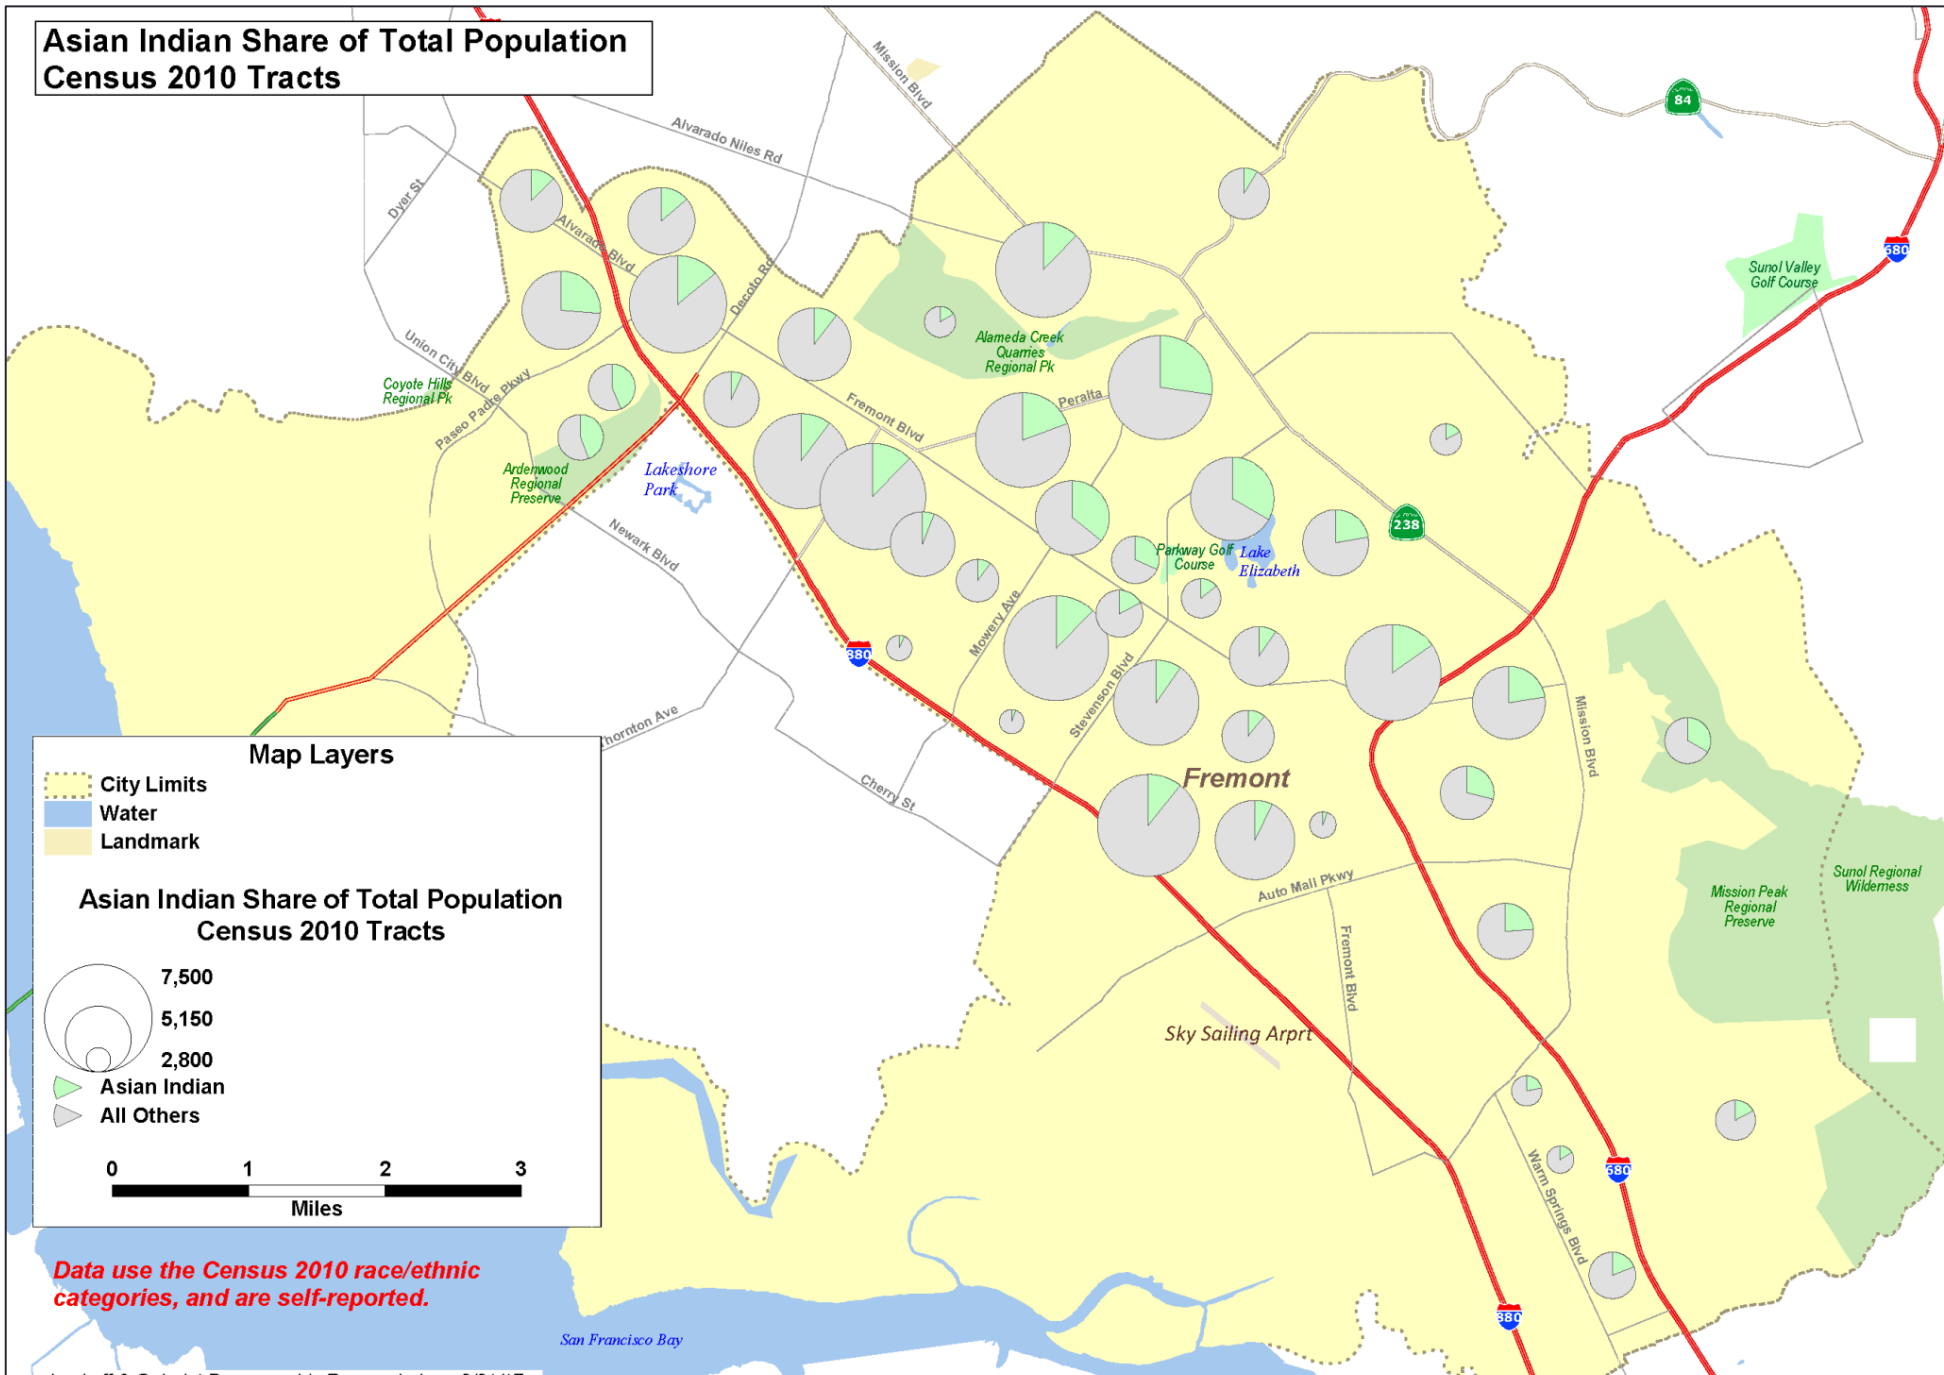 Asian Indian Share of Total Population
Census 2010 Tracts
Mission Blvd
84
Alvarado Niles Rd
Dyer St
Alvarado Blvd
Decoto Rd
680
Sunol Valley
Golf Course
Union City Blvd
Coyote Hills
Regional Pk
Paseo Padre Pkwy
Alameda Creek
Quarries
Regional Pk
Peralta
Fremont Blvd
Ardenwood
Regional
Preserve
Lakeshore
Park
Newark Blvd
238
Parkway Golf
Course
Lake
Elizabeth
Mowery Ave
880
Stevenson Blvd
Thornton Ave
Cherry St
Mission Blvd
Fremont
Auto Mall Pkwy
Fremont Blvd
Mission Peak
Regional
Preserve
Sunol Regional
Wilderness
Sky Sailing Arprt
Warm Springs Blvd
680
880
Map Layers
City Limits
Water
Landmark
Asian Indian Share of Total Population
Census 2010 Tracts
7,500
5,150
2,800
Asian Indian
All Others
0 1 2 3
Miles
Data use the Census 2010 race/ethnic
categories, and are self-reported.
San Francisco Bay